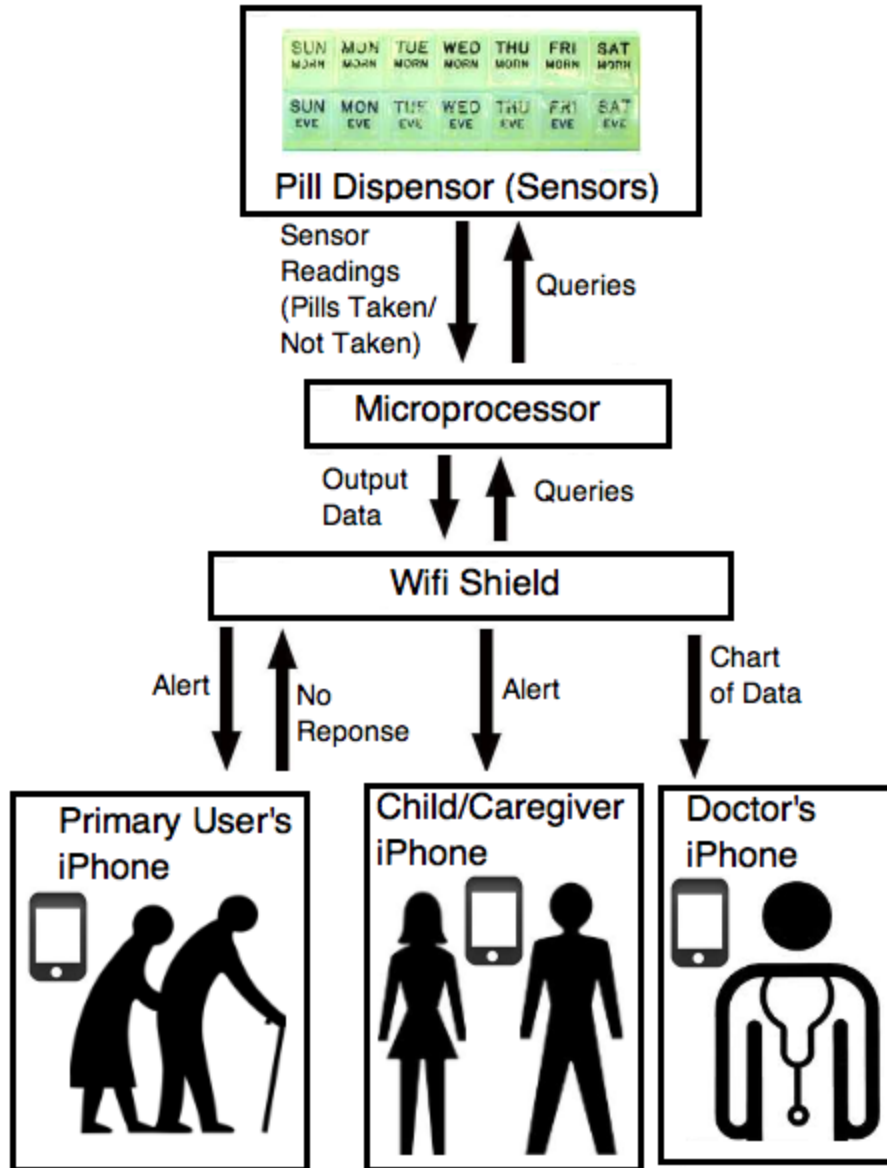 SUN MON TUE WED THU FRI SAT
MORN MORN MORN MORN MORN MORN MORN
SUN MON TUE WED THU FRI SAT
EVE EVE EVE EVE EVE EVE EVE
Pill Dispensor (Sensors)
Sensor
Readings
(Pills Taken/
Not Taken)
Queries
Microprocessor
Output
Data
Queries
Wifi Shield
Alert
No
Reponse
Alert
Chart
of Data
Primary User's
iPhone
Child/Caregiver
iPhone
Doctor's
iPhone